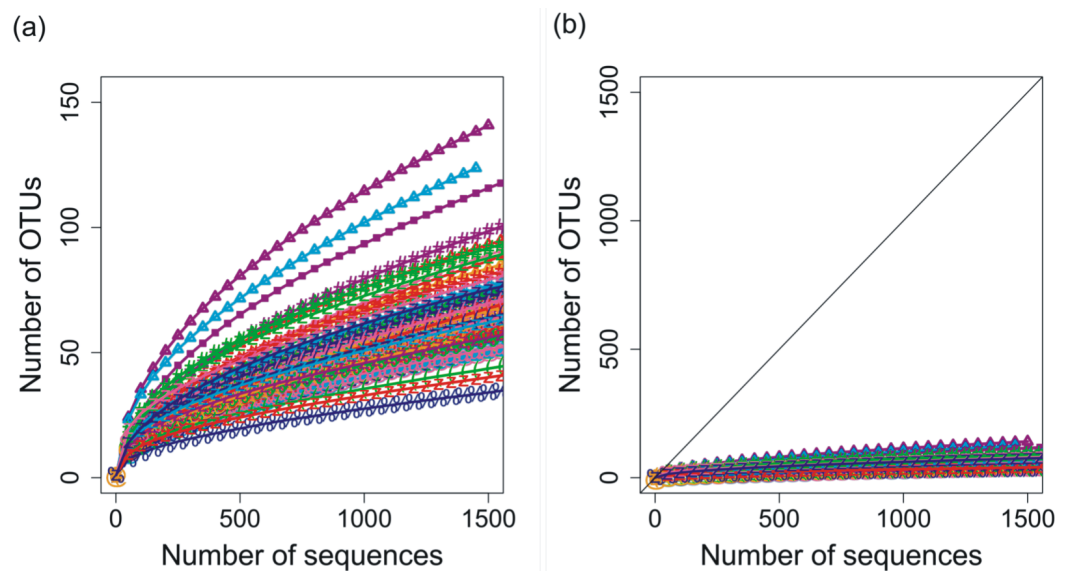 (a)
(b)
Number of OTUs
150
100
50
0
0 500 1000 1500
Number of sequences
Number of OTUs
1500
1000
500
0
0 500 1000 1500
Number of sequences